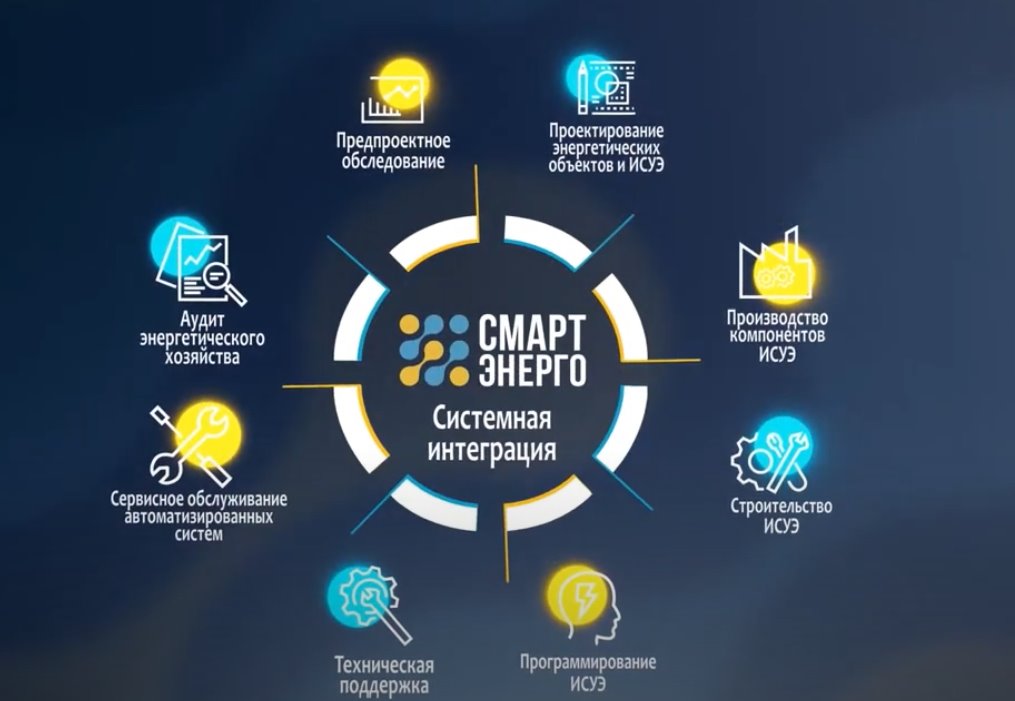 Предпроектное
обследование
Проектирование
энергетических
объектов и ИСУЭ
Аудит
энергетического
хозяйства
Производство
компонентов
ИСУЭ
СМАРТ
ЭНЕРГО
Системная
интеграция
Сервисное обслуживание
автоматизированных
систем
Строительство
ИСУЭ
Техническая
поддержка
Программирование
ИСУЭ